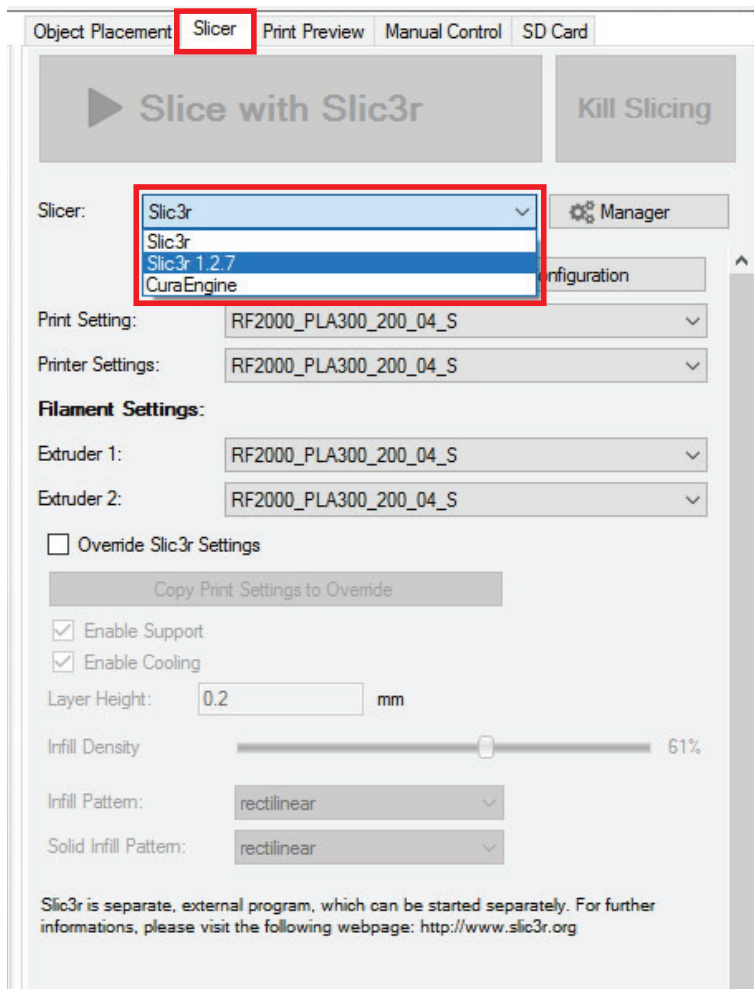 Object Placement Slicer Print Preview Manual Control SD Card
Slice with Slic3r Kill Slicing
Slicer: Slic3r Manager
Slic3r
Slic3r 1.2.7
CuraEngine
onfiguration
Print Setting: RF2000_PLA300_200_04_S
Printer Settings: RF2000_PLA300_200_04_S
Filament Settings:
Extruder 1: RF2000_PLA300_200_04_S
Extruder 2: RF2000_PLA300_200_04_S
Override Slic3r Settings
Copy Print Settings to Override
Enable Support
Enable Cooling
Layer Height: 0.2 mm
Infill Density 61%
Infill Pattern: rectilinear
Solid Infill Pattern: rectilinear
Slic3r is separate, external program, which can be started separately. For further
informations, please visit the following webpage: http://www.slic3r.org